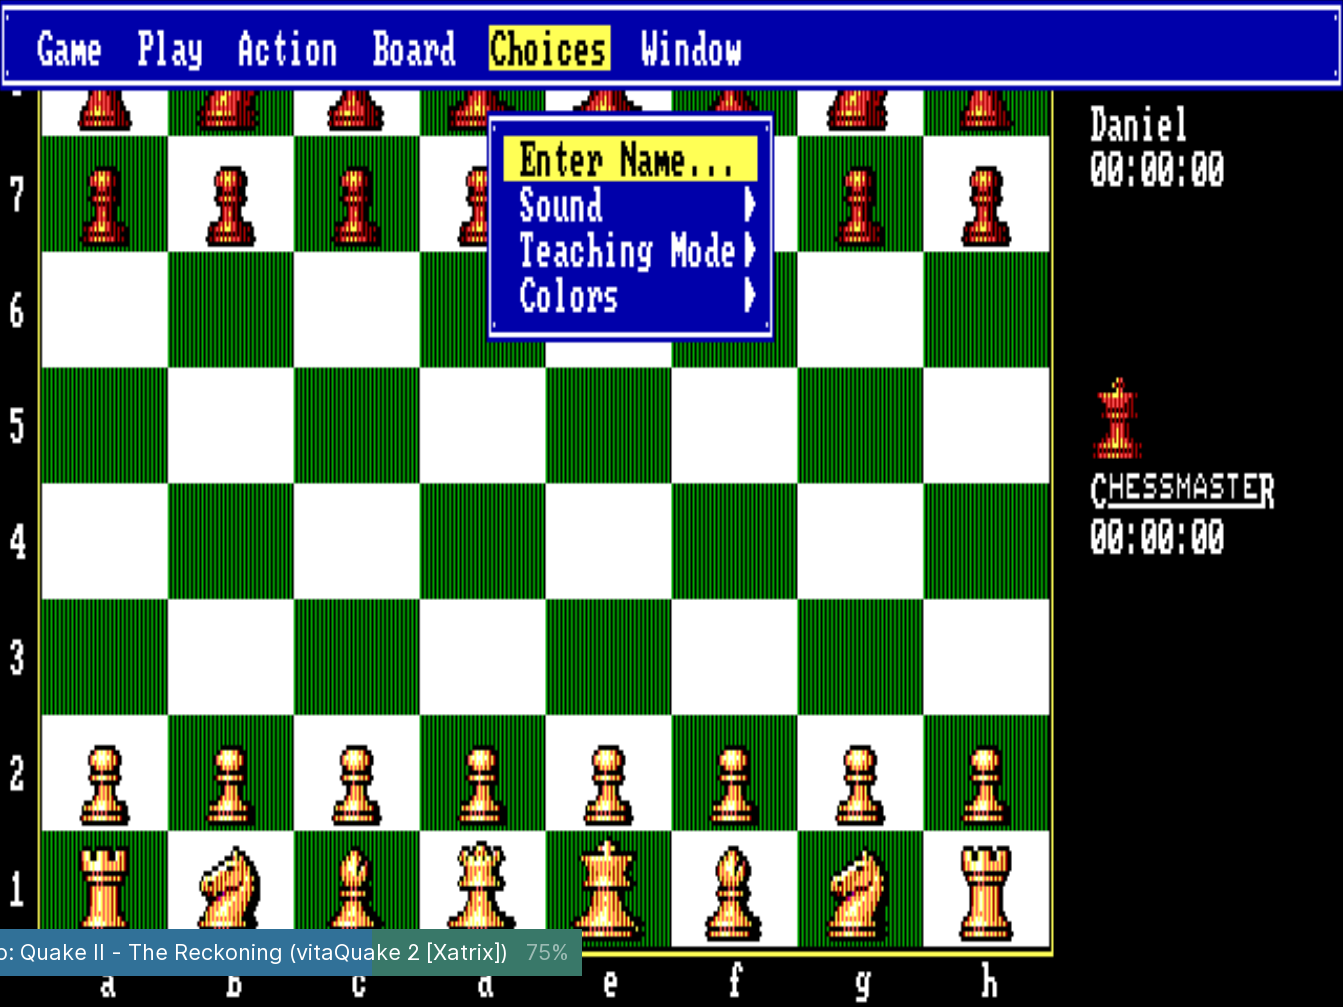 Game Play Action Board Choices Window
Daniel
00:00:00
Enter Name...
Sound
Teaching Mode
Colors
7
6
5
CHESSMASTER
00:00:00
4
3
2
1
: Quake II - The Reckoning (vitaQuake 2 [Xatrix]) 75%
a b c d e f g h